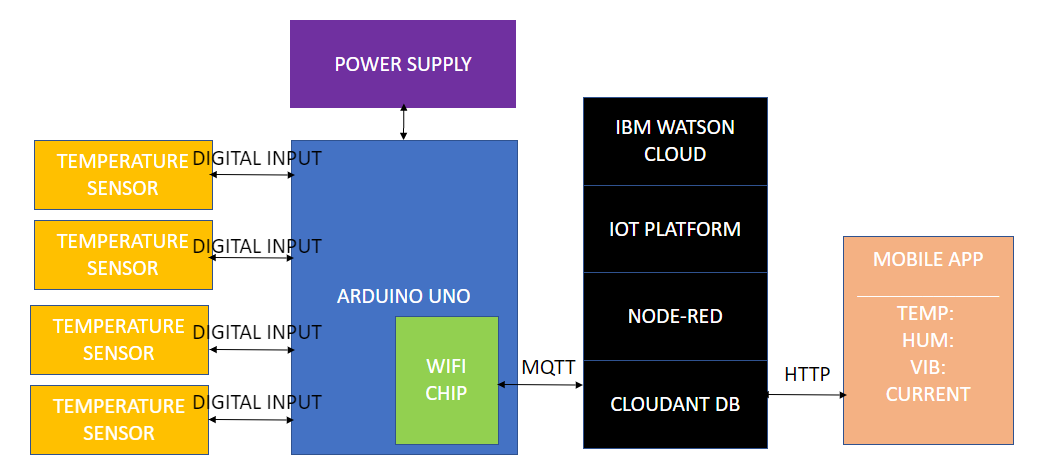 POWER SUPPLY
TEMPERATURE
SENSOR
DIGITAL INPUT
TEMPERATURE
SENSOR
DIGITAL INPUT
TEMPERATURE
SENSOR
DIGITAL INPUT
TEMPERATURE
SENSOR
DIGITAL INPUT
ARDUINO UNO
WIFI
CHIP
MQTT
IBM WATSON
CLOUD
IOT PLATFORM
NODE-RED
CLOUDANT DB
HTTP
MOBILE APP
TEMP:
HUM:
VIB:
CURRENT